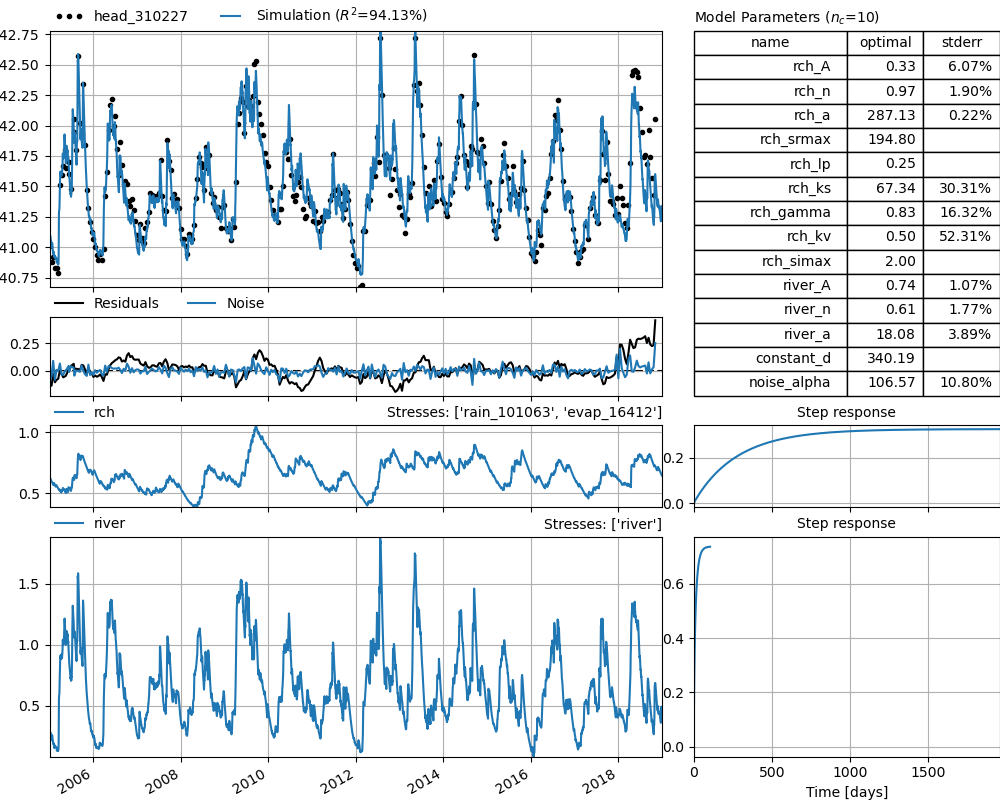 head_310227 Simulation (R²=94.13%)
42.75
42.50
42.25
42.00
41.75
41.50
41.25
41.00
40.75
Residuals Noise
0.25
0.00
rch Stresses: ['rain_101063', 'evap_16412']
1.0
0.5
river Stresses: ['river']
1.5
1.0
0.5
2006 2008 2010 2012 2014 2016 2018
Model Parameters (n_c=10)
name optimal stderr
rch_A 0.33 6.07%
rch_n 0.97 1.90%
rch_a 287.13 0.22%
rch_srmax 194.80
rch_lp 0.25
rch_ks 67.34 30.31%
rch_gamma 0.83 16.32%
rch_kv 0.50 52.31%
rch_simax 2.00
river_A 0.74 1.07%
river_n 0.61 1.77%
river_a 18.08 3.89%
constant_d 340.19
noise_alpha 106.57 10.80%
Step response
0.2
0.0
Step response
0.6
0.4
0.2
0.0
0 500 1000 1500
Time [days]